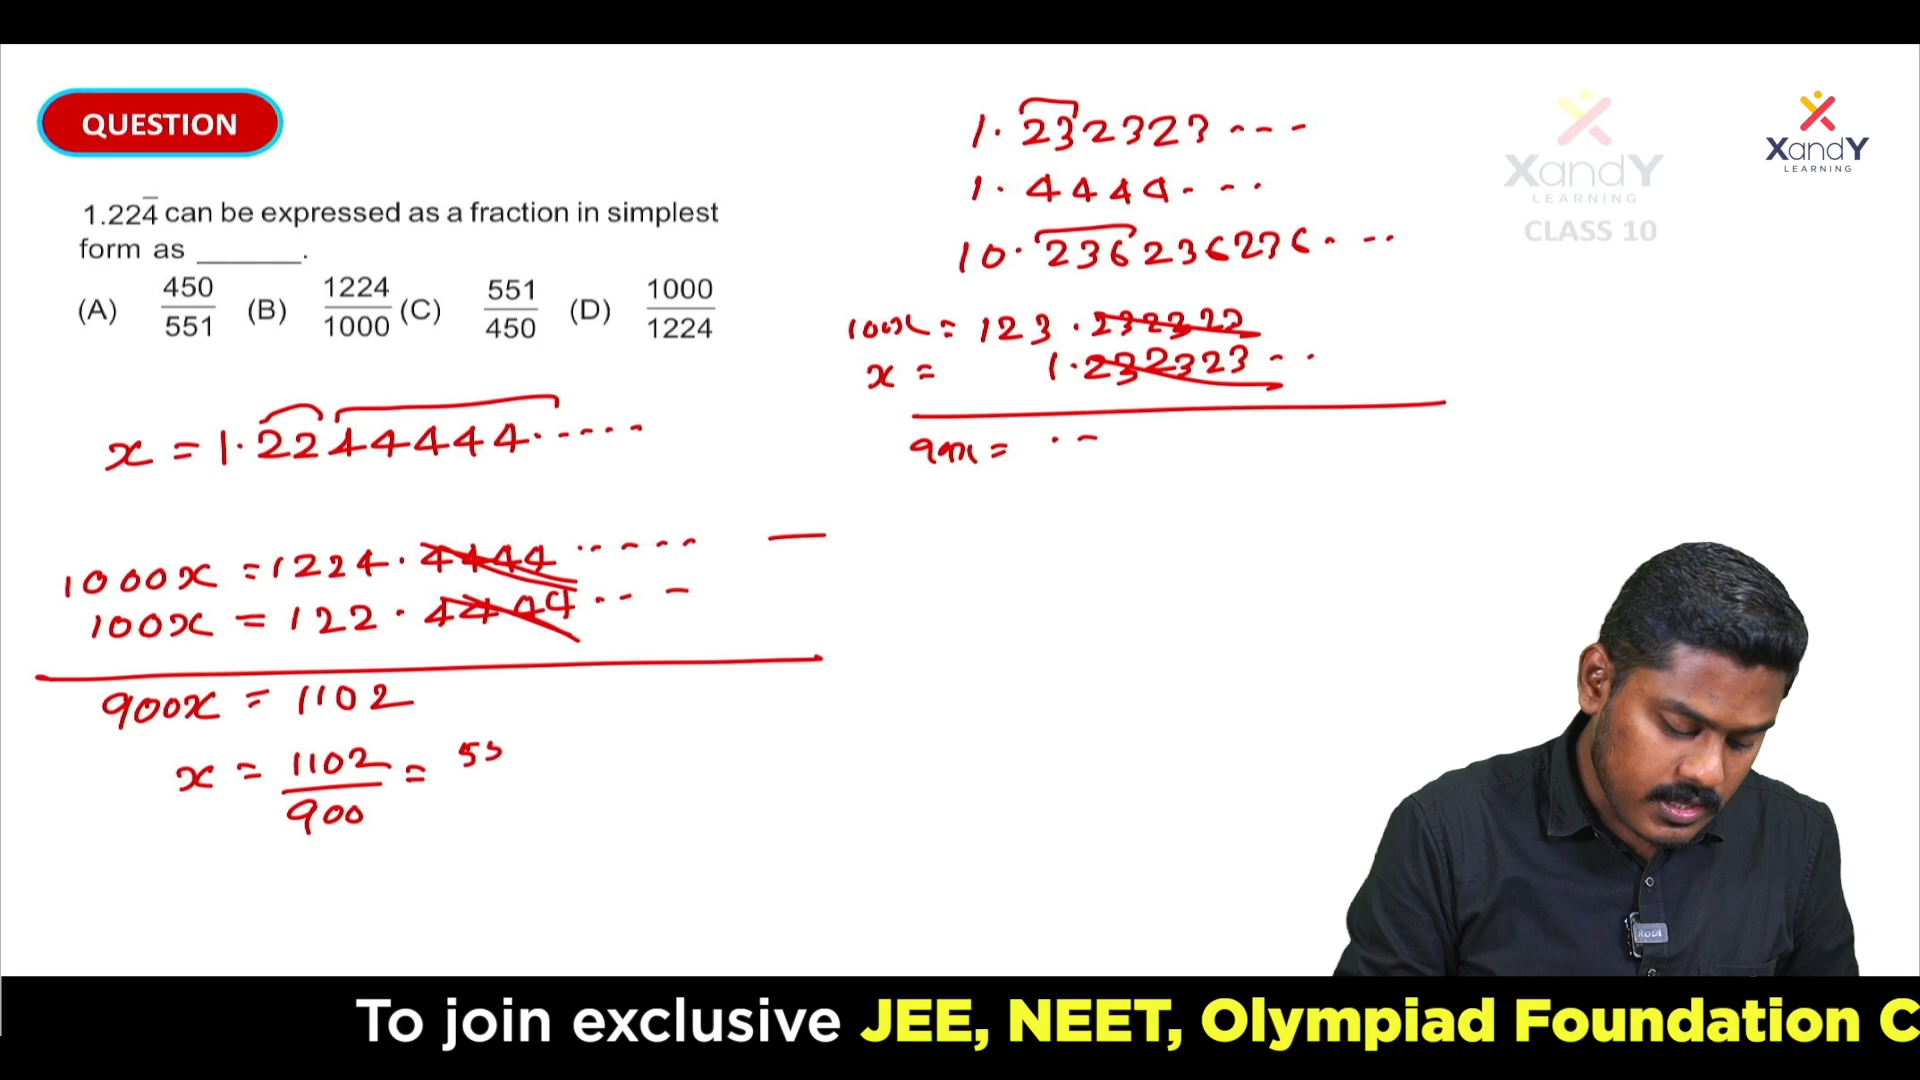 QUESTION
1.224̅ can be expressed as a fraction in simplest
form as ______.
(A) 450/551 (B) 1224/1000 (C) 551/450 (D) 1000/1224
x = 1.2244444.....
1000x = 1224.4444.....
100x = 122.4444...
900x = 1102
x = 1102/900 = 55
1.232323---
1.4444---
10.236236236...
100x = 123.232323
x = 1.232323...
99x =
XandY
LEARNING
CLASS 10
XandY
LEARNING
RODE
To join exclusive JEE, NEET, Olympiad Foundation C